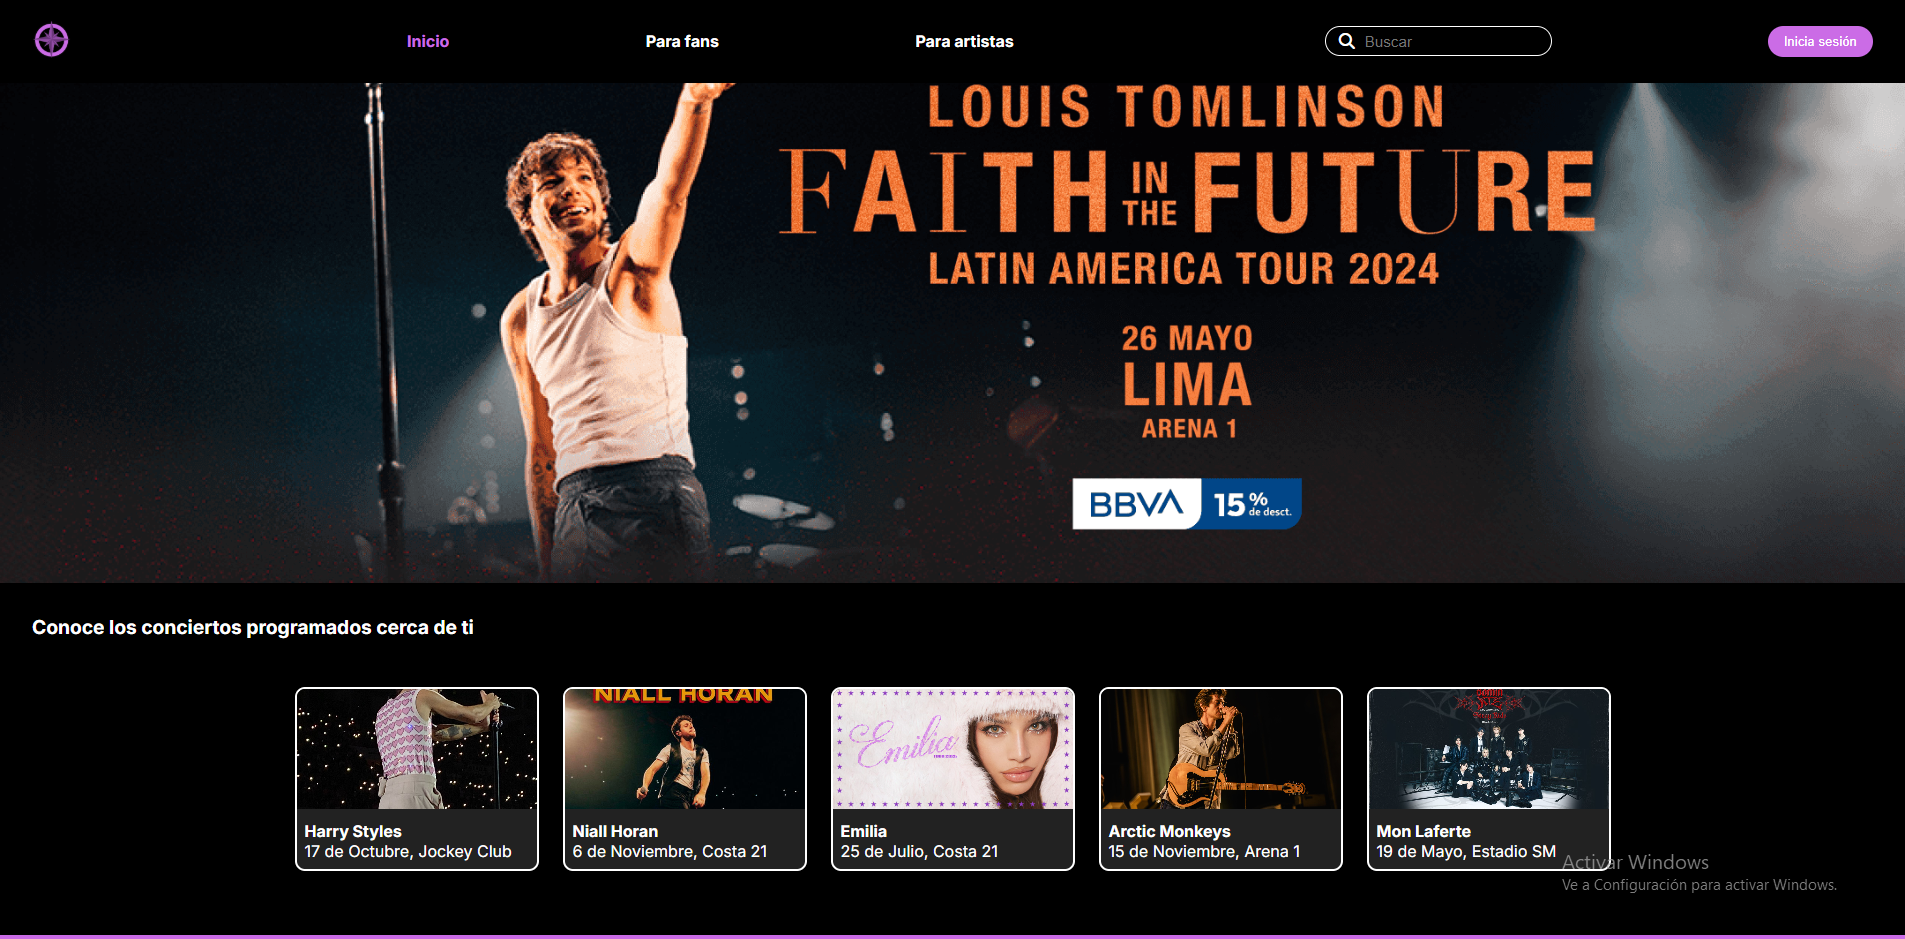 Inicio
Para fans
Para artistas
Buscar
Inicia sesión
LOUIS TOMLINSON
FAITH IN THE FUTURE
LATIN AMERICA TOUR 2024
26 MAYO
LIMA
ARENA 1
BBVA 15% de desct.
Conoce los conciertos programados cerca de ti
NIALL HORAN
Emilia
Harry Styles
17 de Octubre, Jockey Club
Niall Horan
6 de Noviembre, Costa 21
Emilia
25 de Julio, Costa 21
Arctic Monkeys
15 de Noviembre, Arena 1
Mon Laferte
19 de Mayo, Estadio SM
Activar Windows
Ve a Configuración para activar Windows.